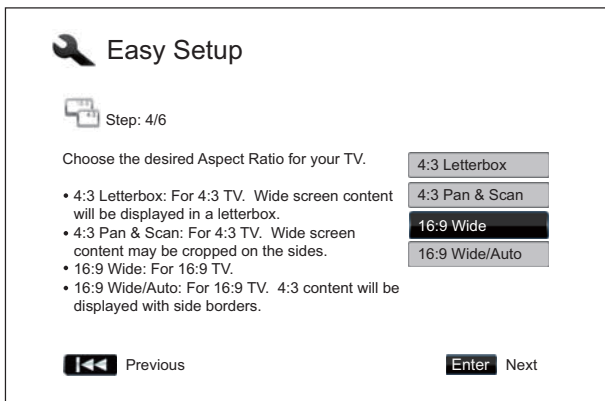 Easy Setup
Step: 4/6
Choose the desired Aspect Ratio for your TV.
• 4:3 Letterbox: For 4:3 TV. Wide screen content
will be displayed in a letterbox.
• 4:3 Pan & Scan: For 4:3 TV. Wide screen
content may be cropped on the sides.
• 16:9 Wide: For 16:9 TV.
• 16:9 Wide/Auto: For 16:9 TV. 4:3 content will be
displayed with side borders.
4:3 Letterbox
4:3 Pan & Scan
16:9 Wide
16:9 Wide/Auto
Previous
Enter Next